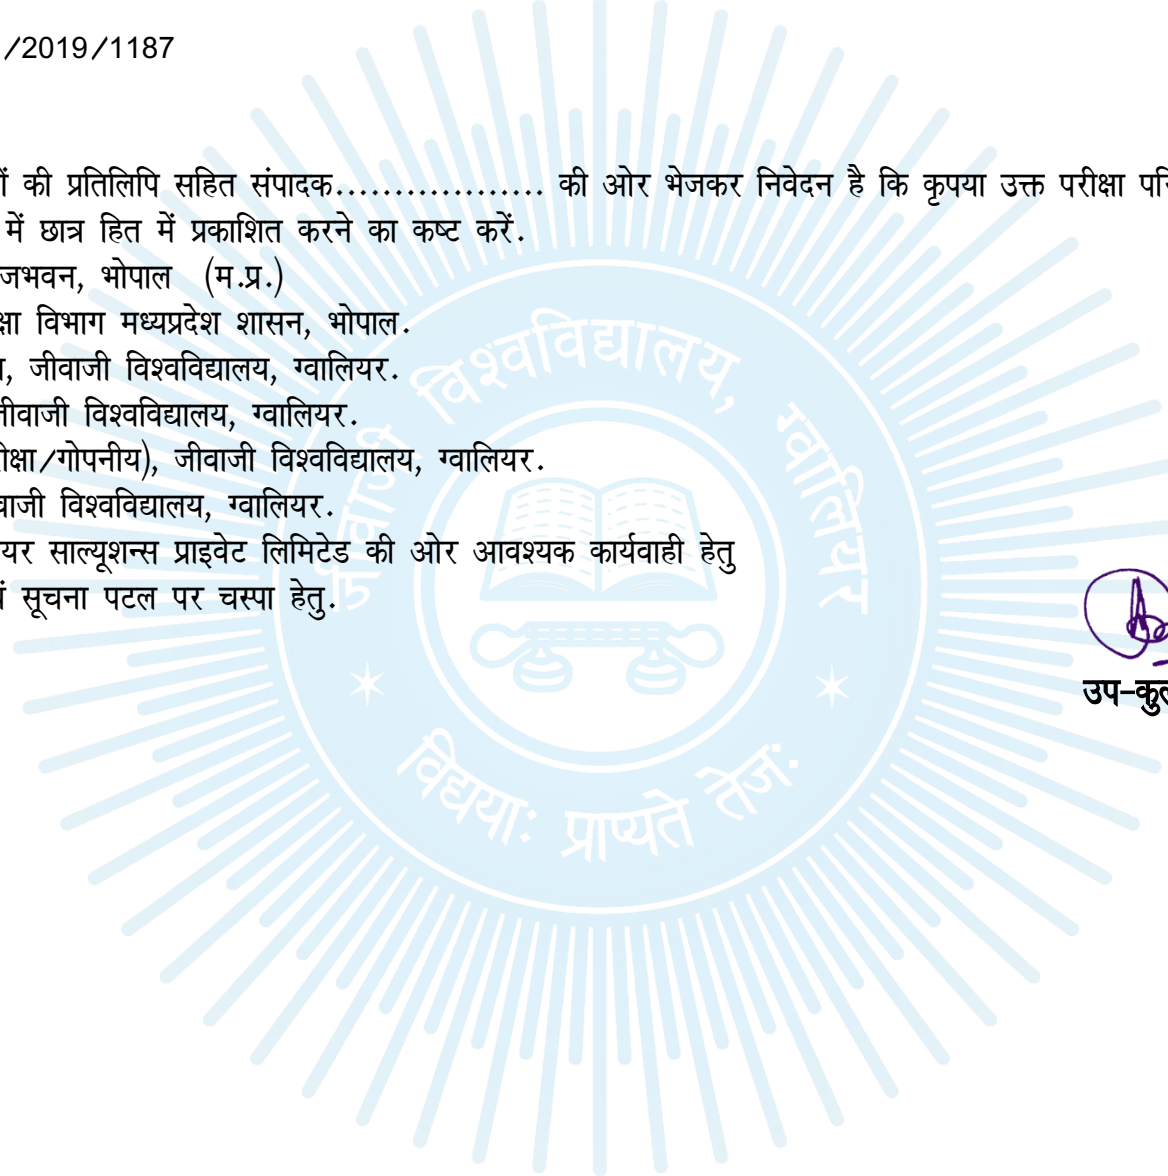 /2019/1187
ों की प्रतिलिपि सहित संपादक.................. की ओर भेजकर निवेदन है कि कृपया उक्त परीक्षा परि
में छात्र हित में प्रकाशित करने का कष्ट करें.
जभवन, भोपाल (म.प्र.)
क्षा विभाग मध्यप्रदेश शासन, भोपाल.
, जीवाजी विश्वविद्यालय, ग्वालियर.
जीवाजी विश्वविद्यालय, ग्वालियर.
रीक्षा/गोपनीय), जीवाजी विश्वविद्यालय, ग्वालियर.
वाजी विश्वविद्यालय, ग्वालियर.
यर साल्यूशन्स प्राइवेट लिमिटेड की ओर आवश्यक कार्यवाही हेतु
वं सूचना पटल पर चस्पा हेतु.
उप-कुल
जीवाजी विश्वविद्यालय, ग्वालियर
विद्यया: प्राप्यते तेज: